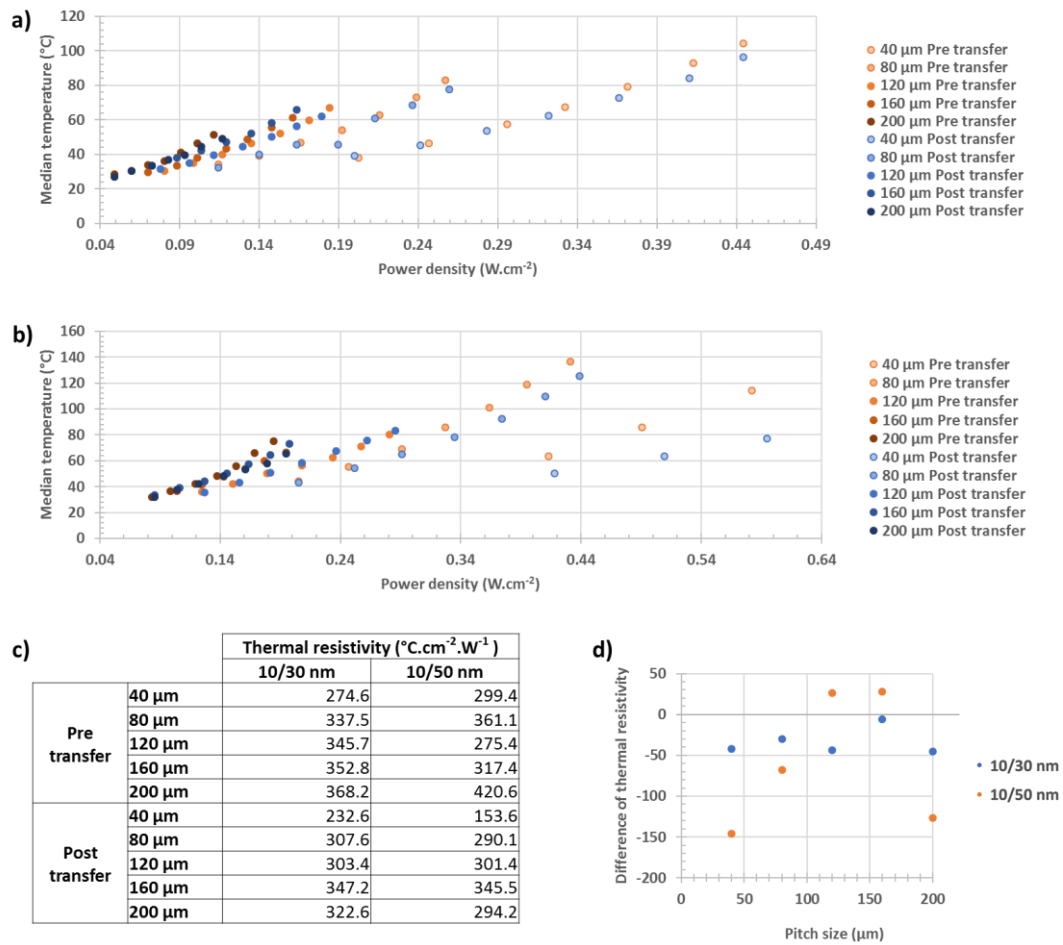 a)
120
100
80
60
40
20
0
Median temperature (°C)
0.04 0.09 0.14 0.19 0.24 0.29 0.34 0.39 0.44 0.49
Power density (W.cm-2)
40 µm Pre transfer
80 µm Pre transfer
120 µm Pre transfer
160 µm Pre transfer
200 µm Pre transfer
40 µm Post transfer
80 µm Post transfer
120 µm Post transfer
160 µm Post transfer
200 µm Post transfer
b)
160
140
120
100
80
60
40
20
0
Median temperature (°C)
0.04 0.14 0.24 0.34 0.44 0.54 0.64
Power density (W.cm-2)
40 µm Pre transfer
80 µm Pre transfer
120 µm Pre transfer
160 µm Pre transfer
200 µm Pre transfer
40 µm Post transfer
80 µm Post transfer
120 µm Post transfer
160 µm Post transfer
200 µm Post transfer
c)
Thermal resistivity (°C.cm-2.W-1 )
10/30 nm 10/50 nm
Pre transfer
40 µm 274.6 299.4
80 µm 337.5 361.1
120 µm 345.7 275.4
160 µm 352.8 317.4
200 µm 368.2 420.6
Post transfer
40 µm 232.6 153.6
80 µm 307.6 290.1
120 µm 303.4 301.4
160 µm 347.2 345.5
200 µm 322.6 294.2
d)
50
0
-50
-100
-150
-200
Difference of thermal resistivity
0 50 100 150 200
Pitch size (µm)
10/30 nm
10/50 nm